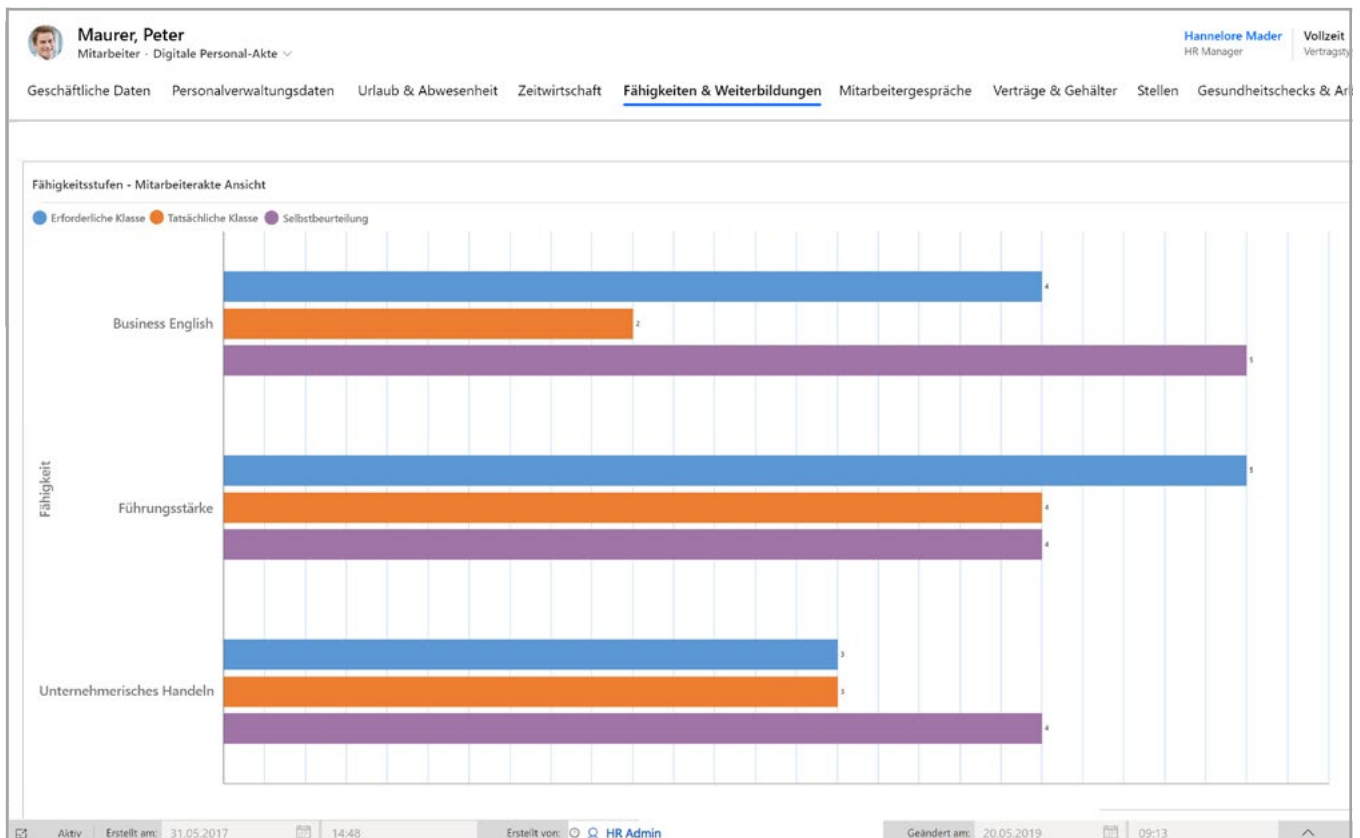 Maurer, Peter
Mitarbeiter · Digitale Personal-Akte
Hannelore Mader
HR Manager
Vollzeit
Geschäftliche Daten Personalverwaltungsdaten Urlaub & Abwesenheit Zeitwirtschaft Fähigkeiten & Weiterbildungen Mitarbeitergespräche Verträge & Gehälter Stellen Gesundheitschecks &
Fähigkeitsstufen - Mitarbeiterakte Ansicht
Erforderliche Klasse Tatsächliche Klasse Selbstbeurteilung
4
Business English 2
5
Fähigkeit
5
Führungsstärke 4
4
3
Unternehmerisches Handeln 3
4
Aktiv Erstellt am: 31.05.2017 14:48 Erstellt von: HR Admin Geändert am: 20.05.2019 09:13